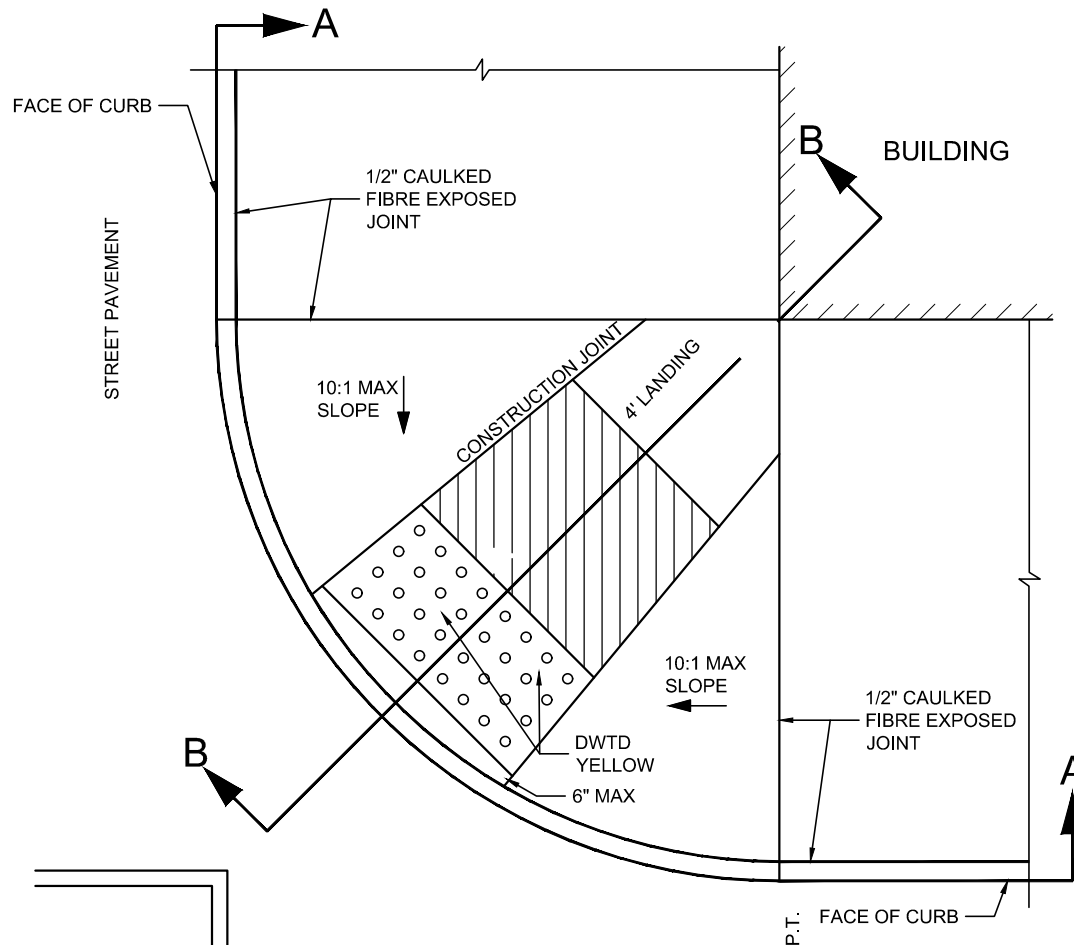 A
FACE OF CURB
B
BUILDING
1/2" CAULKED
FIBRE EXPOSED
JOINT
STREET PAVEMENT
CONSTRUCTION JOINT
4' LANDING
10:1 MAX
SLOPE
10:1 MAX
SLOPE
1/2" CAULKED
FIBRE EXPOSED
JOINT
B
DWTD
YELLOW
6" MAX
A
P.T.
FACE OF CURB